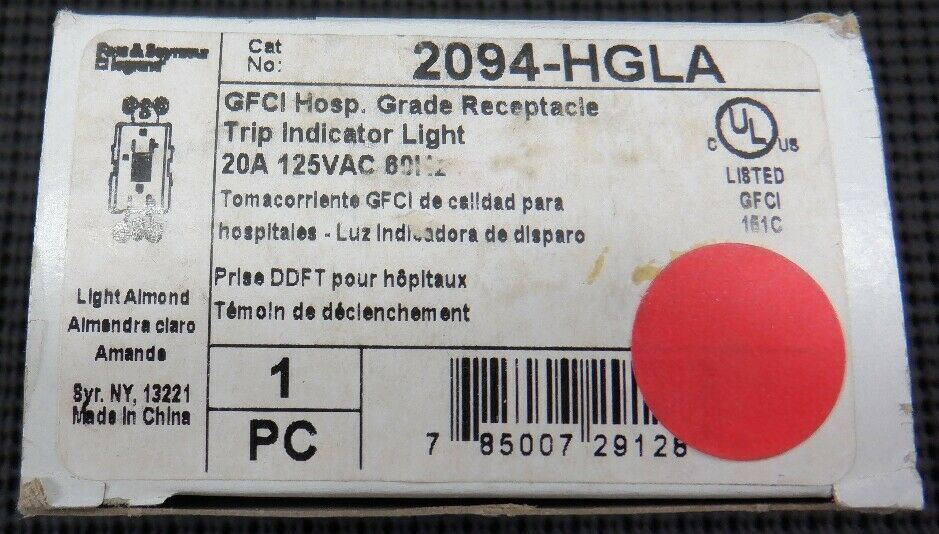 Pass & Seymour
legrand
Cat
No:
2094-HGLA
GFCI Hosp. Grade Receptacle
Trip Indicator Light
20A 125VAC 60Hz
Tomacorriente GFCI de calidad para
hospitales - Luz Indicadora de disparo
Prise DDFT pour hôpitaux
Témoin de déclenchement
C UL US
LISTED
GFCI
151C
Light Almond
Almendra claro
Amande
Syr. NY, 13221
Made in China
1
PC
7 85007 29128